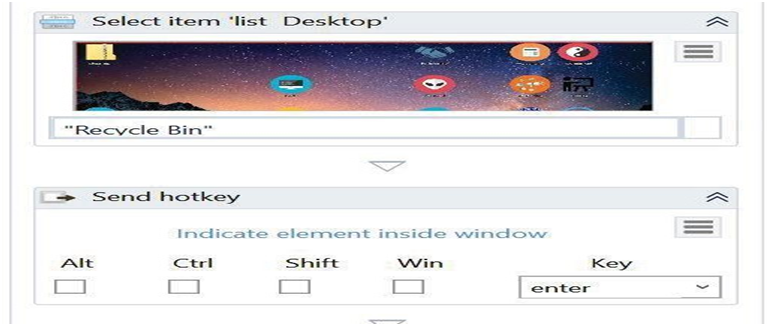 Select item 'list Desktop'
"Recycle Bin"
Send hotkey
Indicate element inside window
Alt Ctrl Shift Win Key
enter